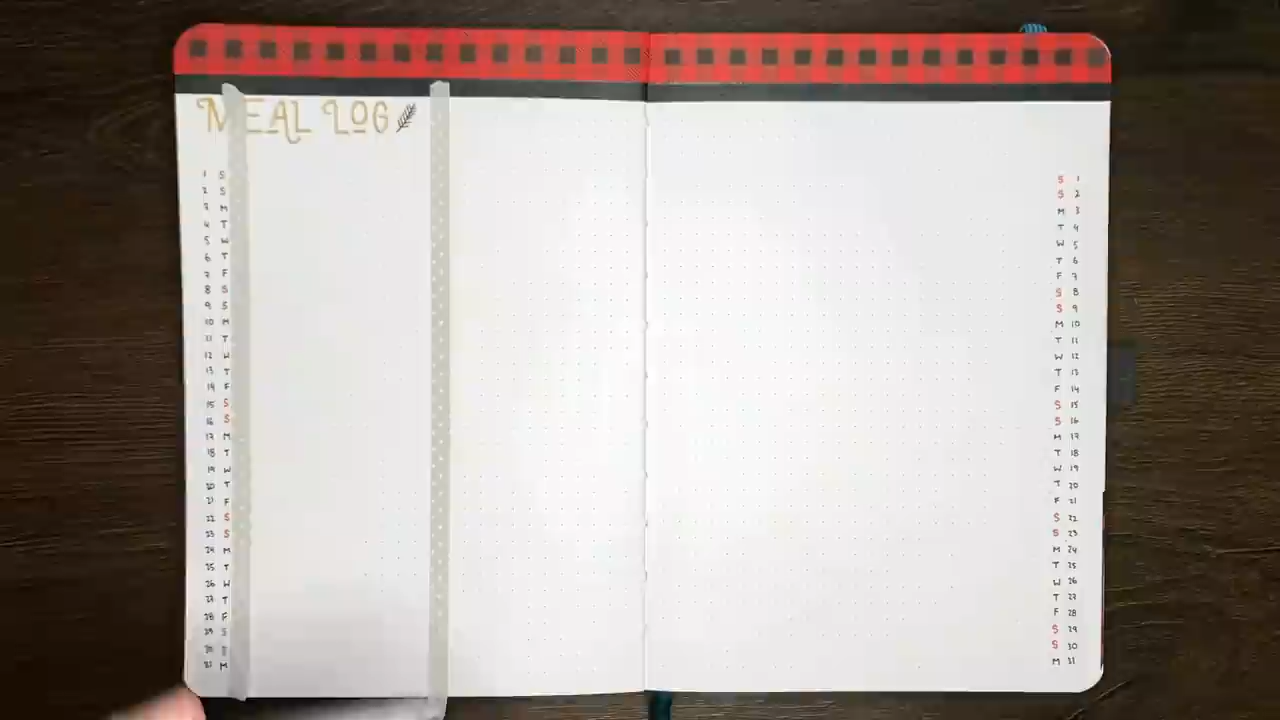 MEAL LOG
1 S
2 S
3 M
4 T
5 W
6 T
7 F
8 S
9 S
10 M
11 T
12 W
13 T
14 F
15 S
16 S
17 M
18 T
19 W
20 T
21 F
22 S
23 S
24 M
25 T
26 W
27 T
28 F
29 S
30 S
31 M
S 1
S 2
M 3
T 4
W 5
T 6
F 7
S 8
S 9
M 10
T 11
W 12
T 13
F 14
S 15
S 16
M 17
T 18
W 19
T 20
F 21
S 22
S 23
M 24
T 25
W 26
T 27
F 28
S 29
S 30
M 31